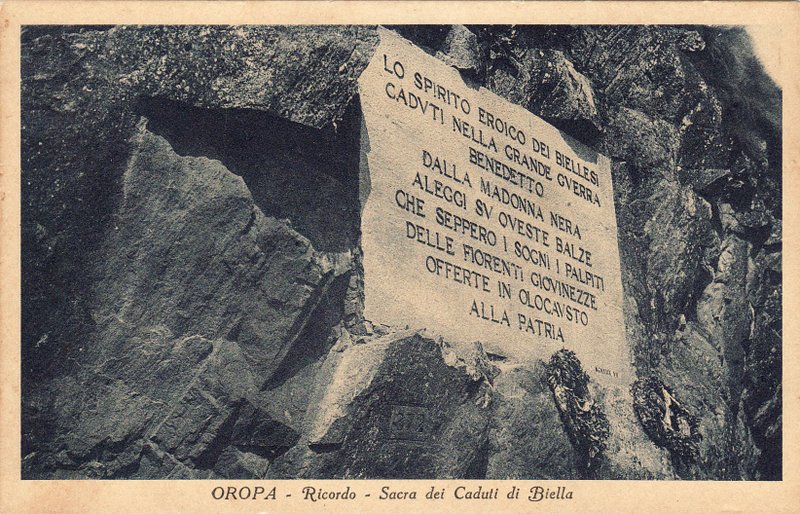 LO SPIRITO EROICO DEI BIELLESI
CADVTI NELLA GRANDE GVERRA
BENEDETTO
DALLA MADONNA NERA
ALEGGI SV QVESTE BALZE
CHE SEPPERO I SOGNI I PALPITI
DELLE FIORENTI GIOVINEZZE
OFFERTE IN OLOCAVSTO
ALLA PATRIA
OROPA - Ricordo - Sacra dei Caduti di Biella